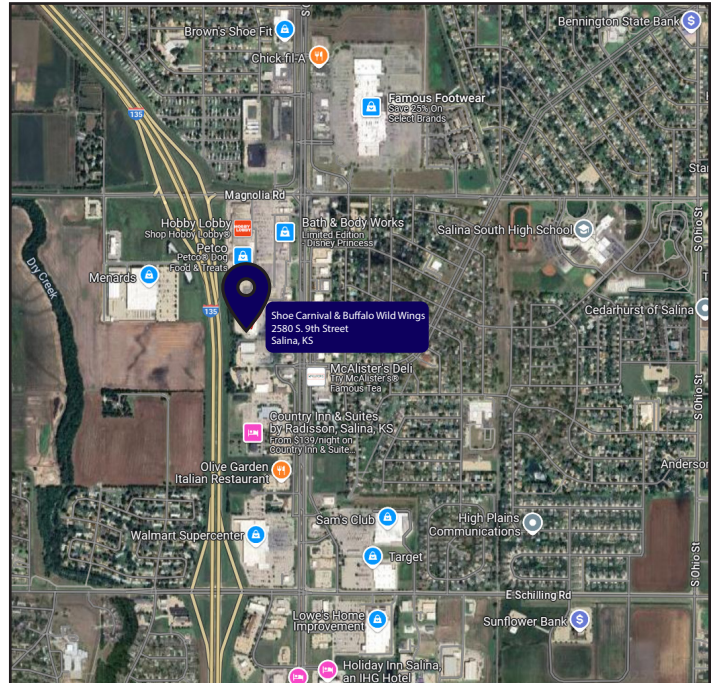 Brown's Shoe Fit
Bennington State Bank
Chick-fil-A
Famous Footwear
Save 25% On
Select Brands
135
Magnolia Rd
Hobby Lobby
Shop Hobby Lobby®
HOBBY
LOBBY
Bath & Body Works
Limited Edition
- Disney Princess
Salina South High School
S Ohio St
Petco
Petco® Dog
Food & Treats
Menards
Dry Creek
135
Shoe Carnival & Buffalo Wild Wings
2580 S. 9th Street
Salina, KS
Cedarhurst of Salina
McAlister's Deli
Try McAlister's®
Famous Tea
S Ohio St
Country Inn & Suites
by Radisson, Salina, KS
From $139/night on
Country Inn & Suite...
Olive Garden
Italian Restaurant
Anderson
Sam's Club
High Plains
Communications
Walmart Supercenter
Target
S Ohio St
E Schilling Rd
Lowe's Home
Improvement
Sunflower Bank
Holiday Inn Salina,
an IHG Hotel